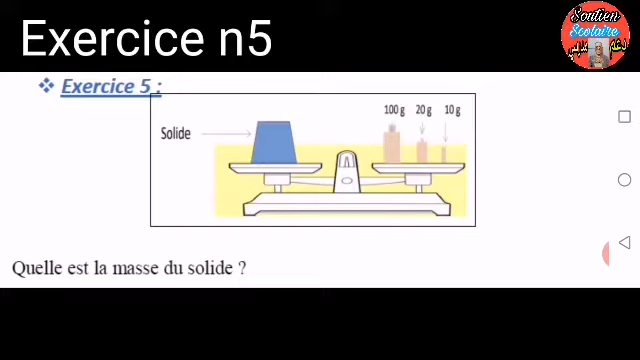 Exercice n5
Soutien
Scolaire
❖ Exercice 5 :
100 g 20 g 10 g
Solide
Quelle est la masse du solide ?